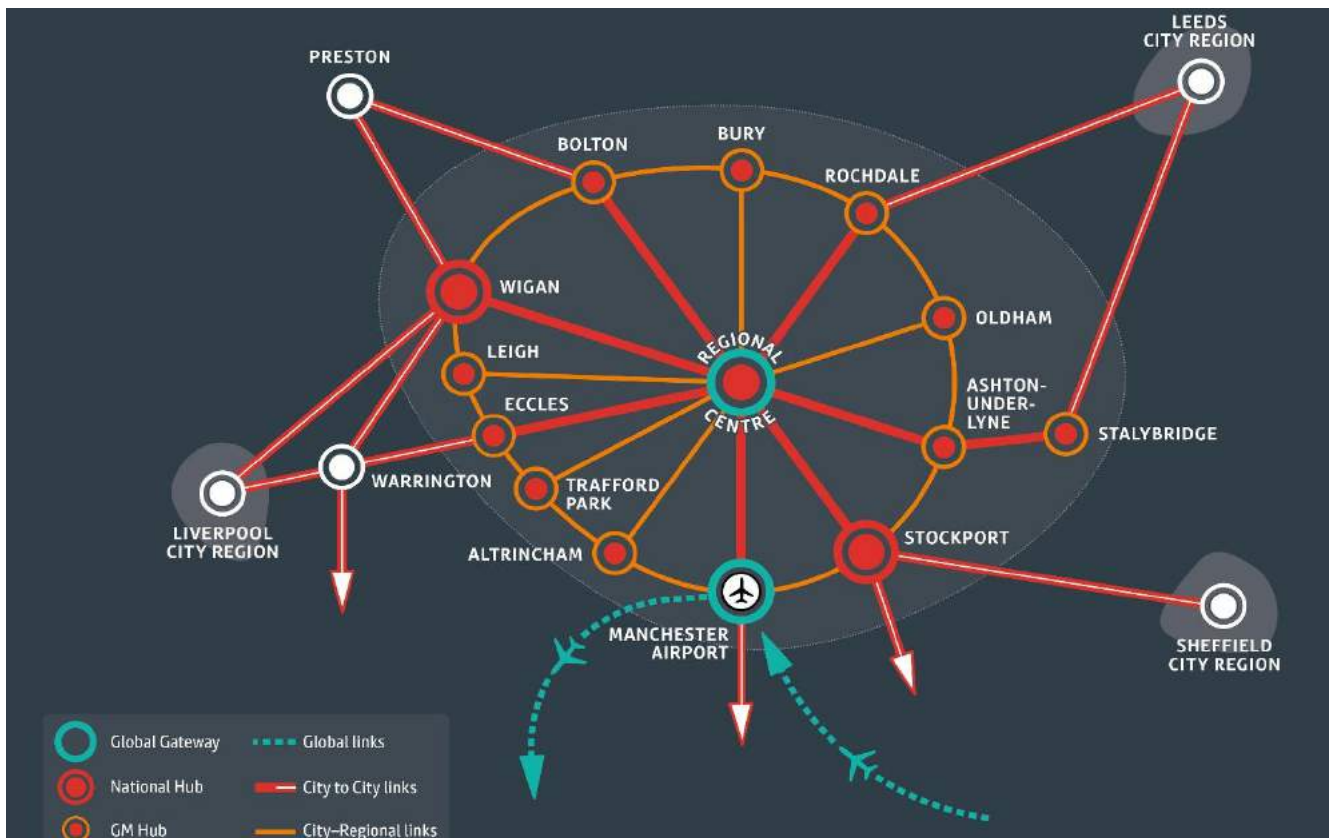 LEEDS
CITY REGION
PRESTON
BURY
BOLTON
ROCHDALE
WIGAN
OLDHAM
REGIONAL
CENTRE
LEIGH
ECCLES
ASHTON-
UNDER-
LYNE
STALYBRIDGE
WARRINGTON
TRAFFORD
PARK
LIVERPOOL
CITY REGION
ALTRINCHAM
STOCKPORT
MANCHESTER
AIRPORT
SHEFFIELD
CITY REGION
Global Gateway
Global links
National Hub
City to City links
GM Hub
City–Regional links